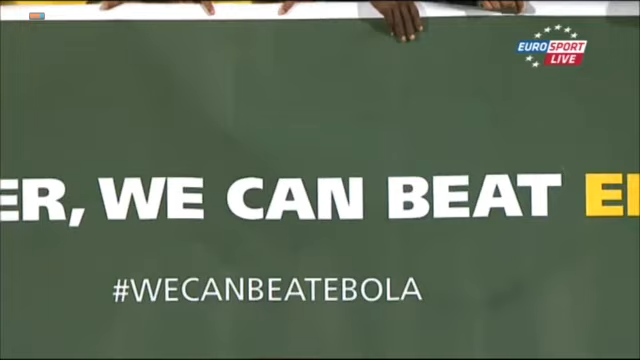 EUROSPORT
LIVE
ER, WE CAN BEAT E
#WECANBEATEBOLA